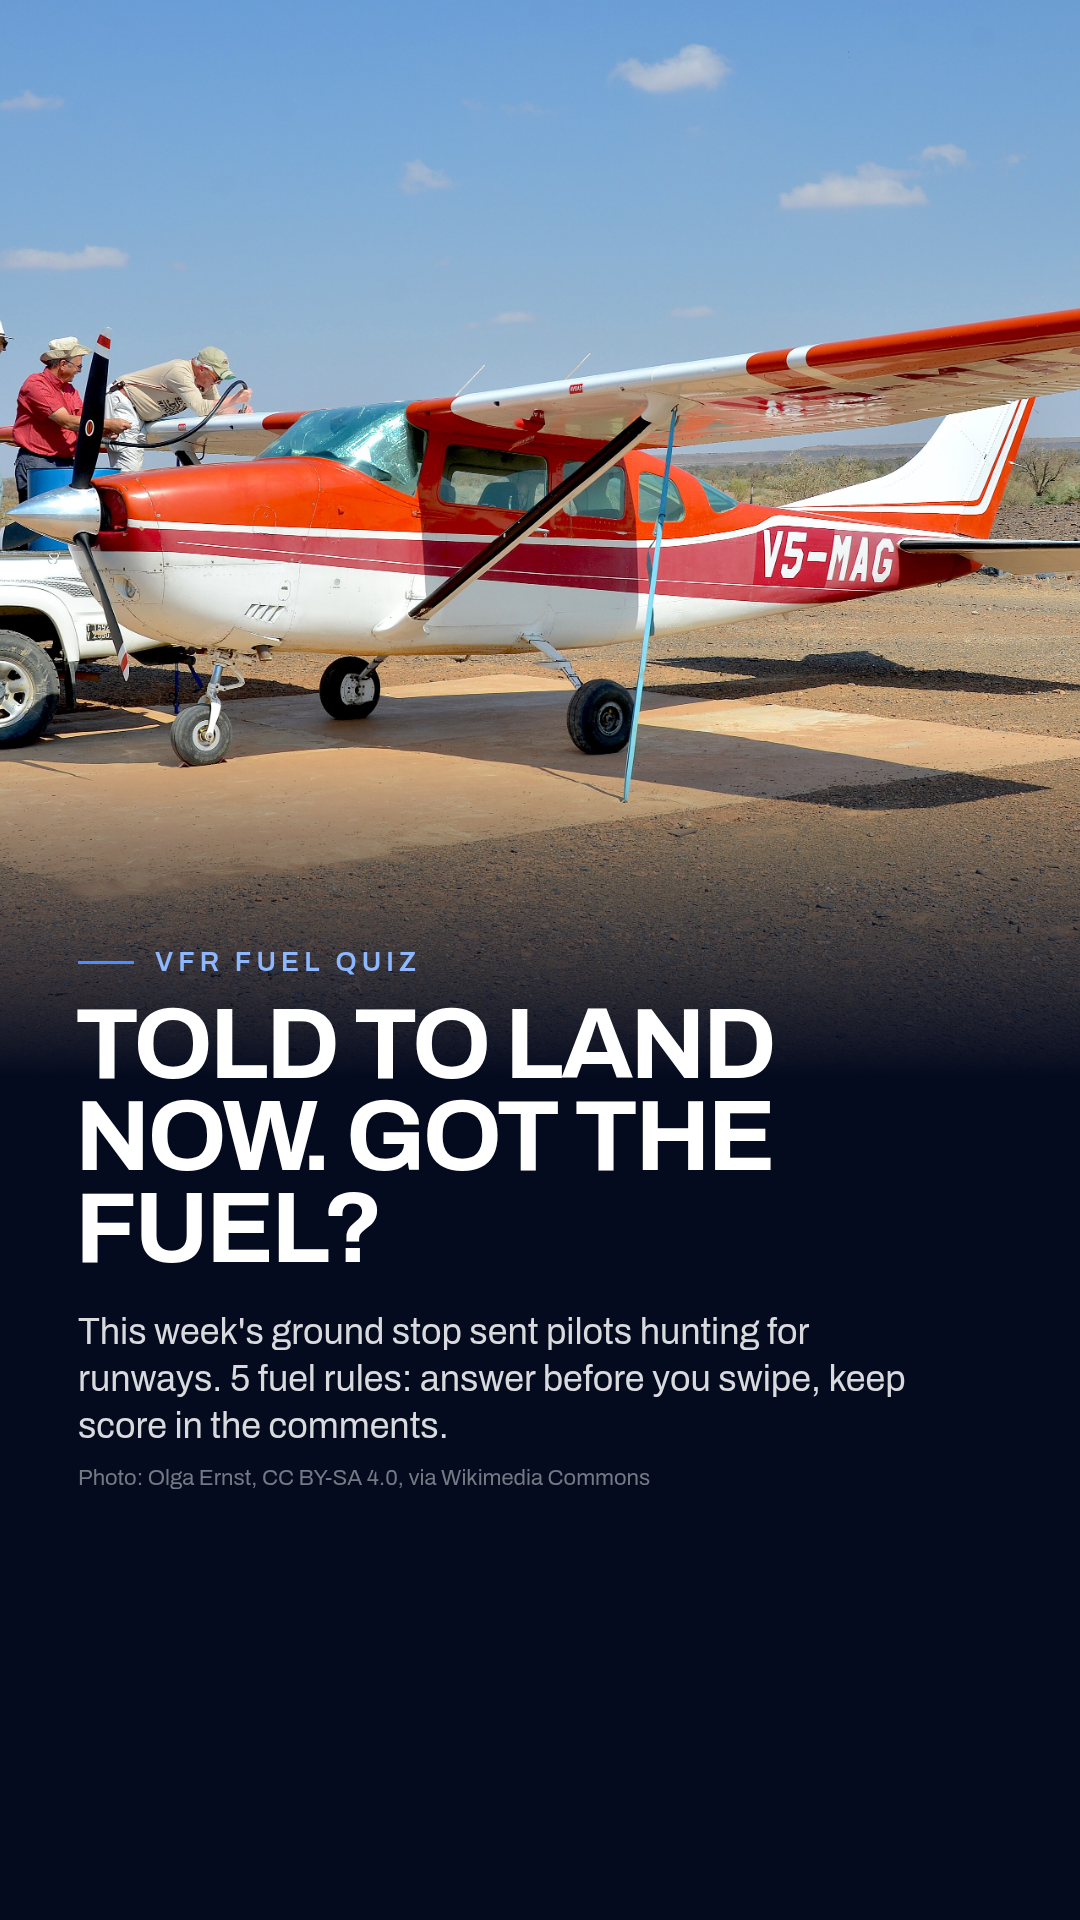 V5-MAG
VFR FUEL QUIZ
TOLD TO LAND
NOW. GOT THE
FUEL?
This week's ground stop sent pilots hunting for
runways. 5 fuel rules: answer before you swipe, keep
score in the comments.
Photo: Olga Ernst, CC BY-SA 4.0, via Wikimedia Commons